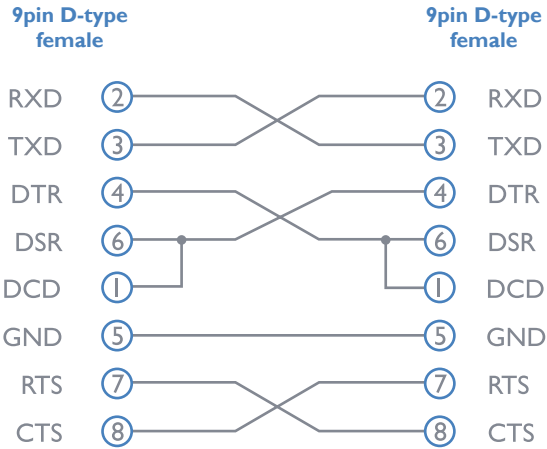 9pin D-type 9pin D-type
female female
RXD 2 2 RXD
TXD 3 3 TXD
DTR 4 4 DTR
DSR 6 6 DSR
DCD 1 1 DCD
GND 5 5 GND
RTS 7 7 RTS
CTS 8 8 CTS